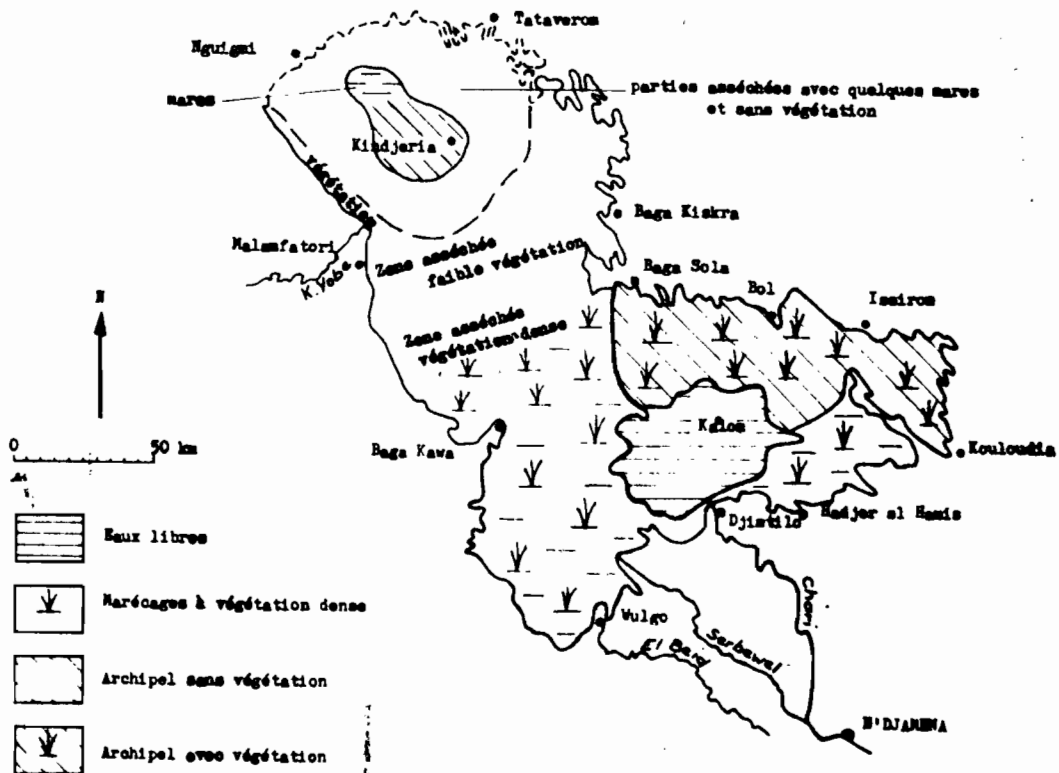 Tataverom
Nguigmi
mares
parties asséchées avec quelques mares
et sans végétation
Kindjeria
végétation
Baga Kiskra
Malamfatori
K.Yobé
Zone asséchée
faible végétation
Baga Sola
Bol
Issirom
N
Zone asséchée
végétation dense
0
50 km
Baga Kawa
Kalom
Kouloudia
Djimtilo
Hadjer el Hamis
Eaux libres
Chari
Marécages à végétation dense
Wulgo
Serbewel
El Beid
Archipel sans végétation
N'DJAMENA
Archipel avec végétation